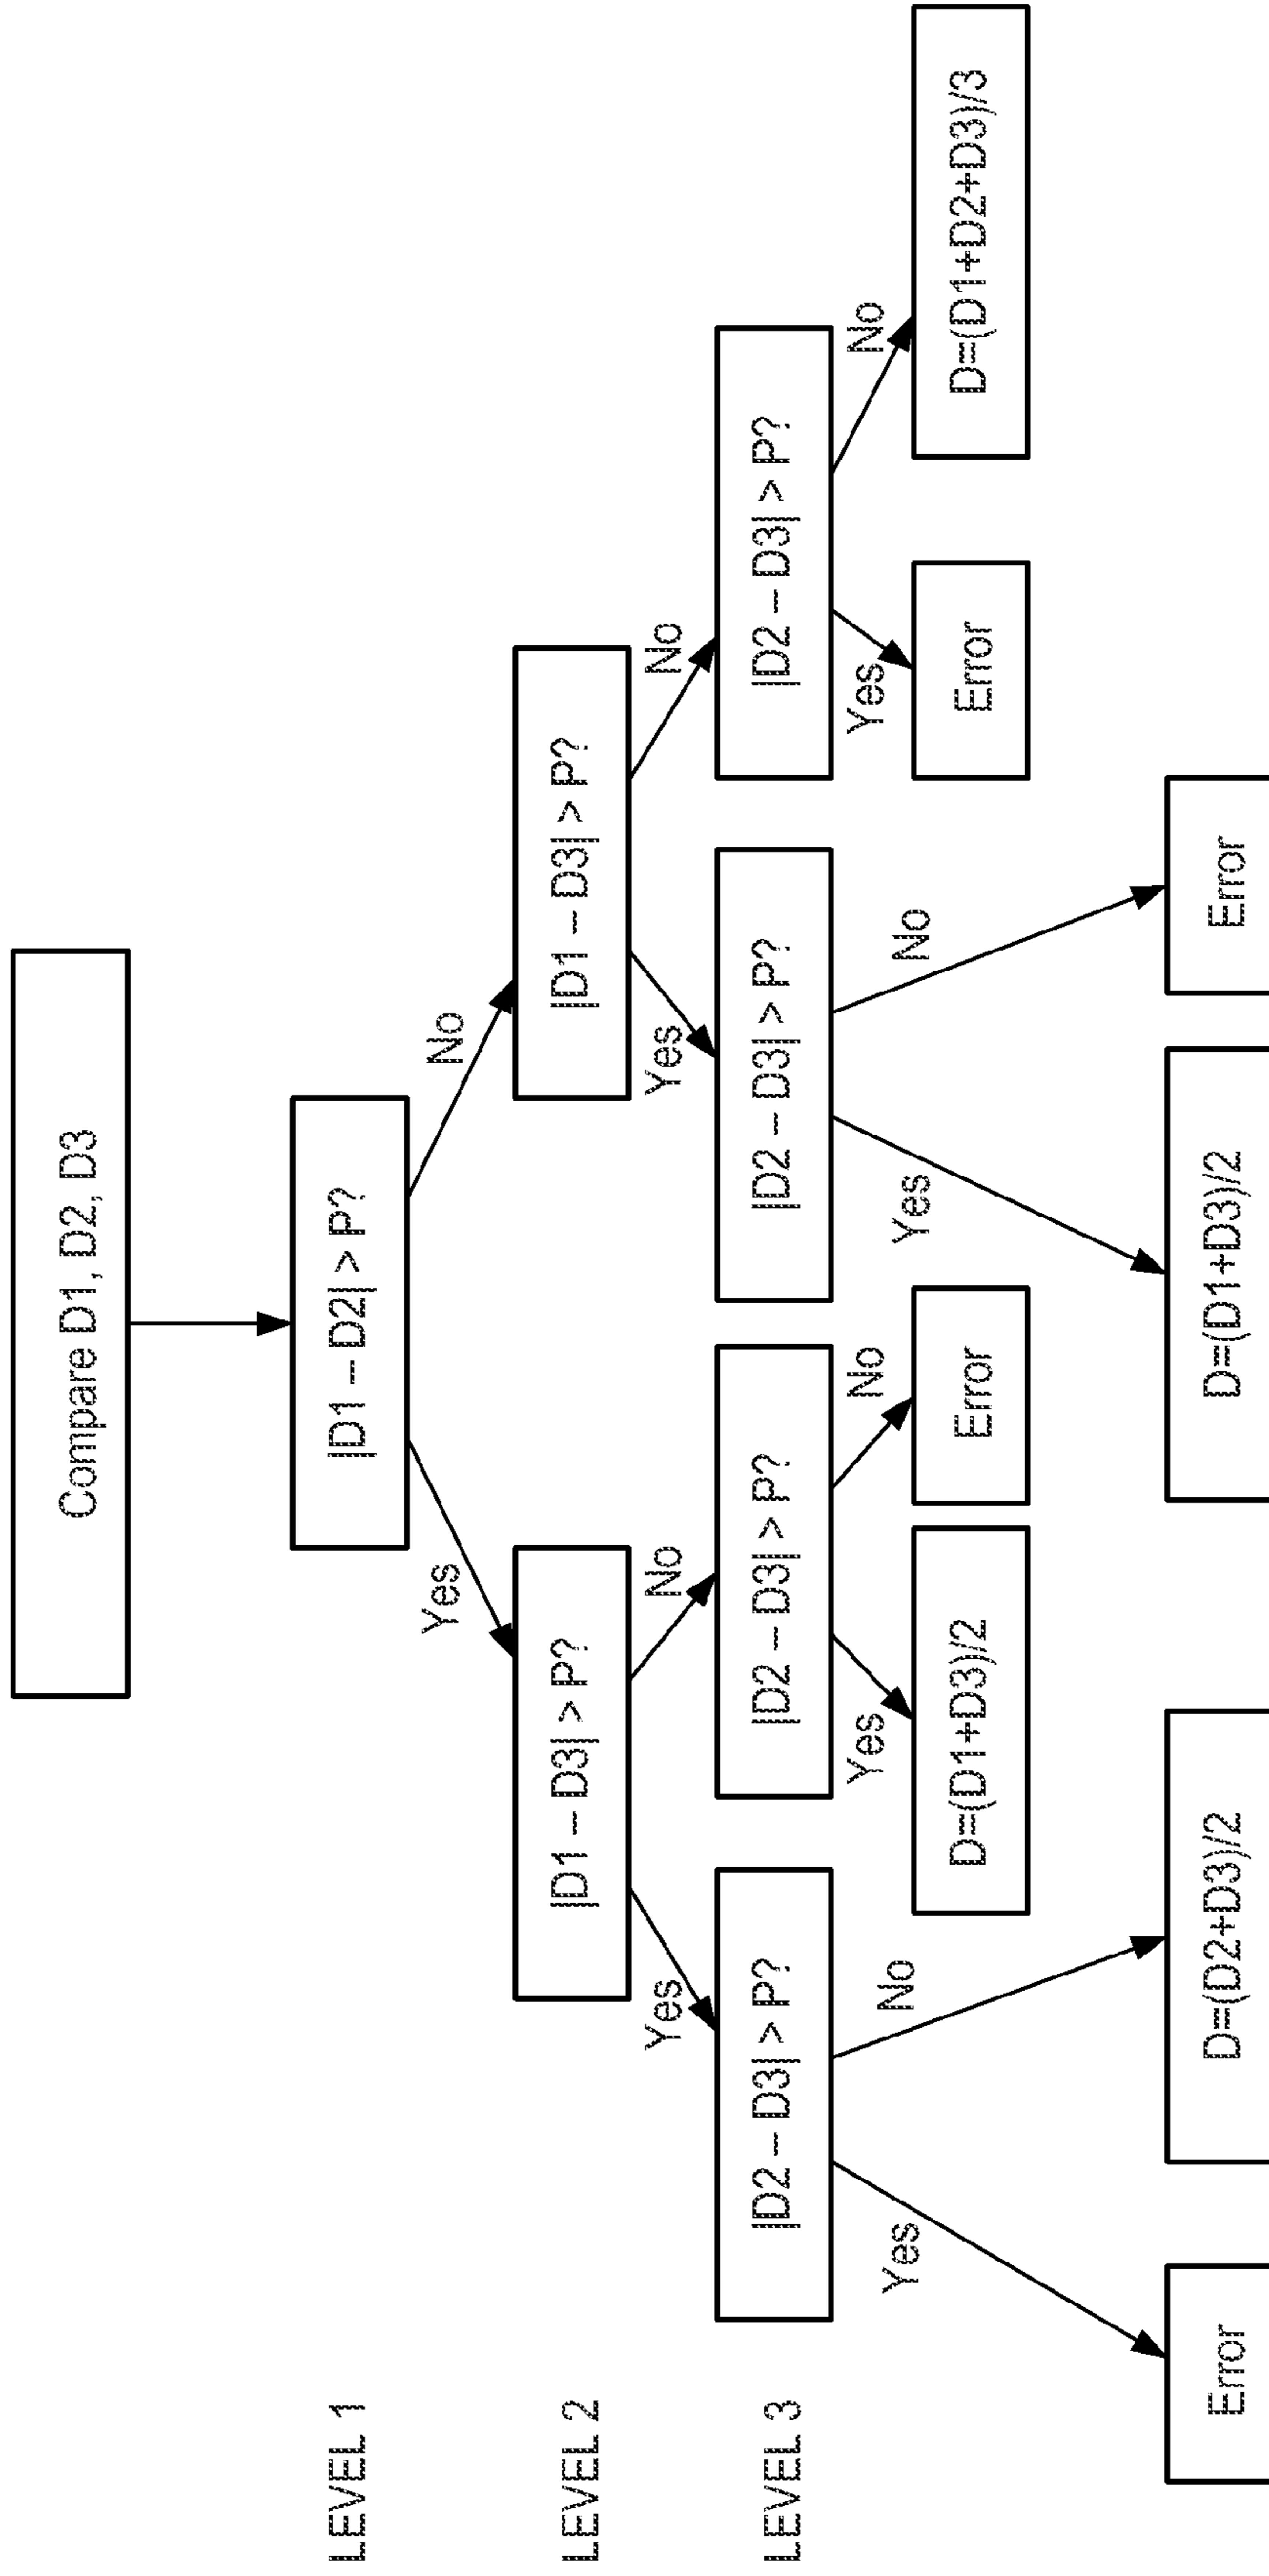 Compare D1, D2, D3
LEVEL 1
|D1 – D2| > P?
Yes
No
LEVEL 2
|D1 – D3| > P?
|D1 – D3| > P?
Yes
No
Yes
No
LEVEL 3
|D2 – D3| > P?
|D2 – D3| > P?
|D2 – D3| > P?
|D2 – D3| > P?
Yes
No
Yes
No
Yes
No
Yes
No
D=(D1+D3)/2
Error
Error
D=(D1+D2+D3)/3
Error
D=(D2+D3)/2
D=(D1+D3)/2
Error